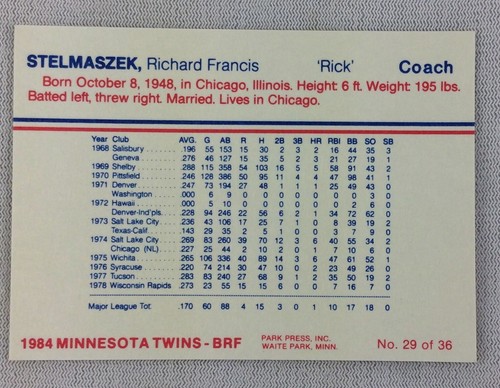 STELMASZEK, Richard Francis 'Rick' Coach
Born October 8, 1948, in Chicago, Illinois. Height: 6 ft. Weight: 195 lbs.
Batted left, threw right. Married. Lives in Chicago.
Year Club AVG. G AB R H 2B 3B HR RBI BB SO SB
1968 Salisbury .196 55 153 15 30 2 3 2 16 44 35 3
Geneva .276 46 127 15 35 5 2 3 21 27 19 1
1969 Shelby .288 115 358 54 103 16 5 5 58 91 43 2
1970 Pittsfield .246 128 386 50 95 11 4 4 47 98 41 1
1971 Denver .247 73 194 27 48 1 1 1 25 49 43 0
Washington .000 6 9 0 0 0 0 0 0 0 3 0
1972 Hawaii .000 5 10 0 0 0 0 0 0 2 6 0
Denver-Ind'pls. .228 94 246 22 56 6 2 1 34 72 62 0
1973 Salt Lake City .236 43 106 17 25 7 1 0 8 39 19 2
Texas-Calif. .143 29 35 2 5 1 0 0 3 7 9 0
1974 Salt Lake City .269 83 260 39 70 12 3 6 40 55 34 2
Chicago (NL) .227 25 44 2 10 2 0 1 7 10 6 0
1975 Wichita .265 106 336 40 89 14 3 6 47 61 52 1
1976 Syracuse .220 74 214 30 47 10 0 2 23 49 26 0
1977 Tucson .283 83 240 27 68 9 1 2 35 50 19 2
1978 Wisconsin Rapids .273 23 55 15 15 6 0 0 7 16 7 0
Major League Tot: .170 60 88 4 15 3 0 1 10 17 18 0
1984 MINNESOTA TWINS - BRF PARK PRESS, INC.
WAITE PARK, MINN. No. 29 of 36